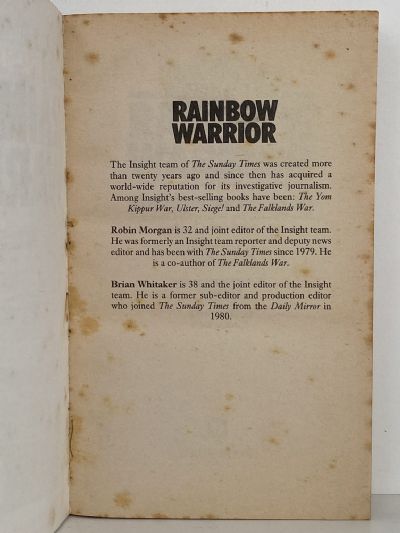 RAINBOW
WARRIOR
The Insight team of The Sunday Times was created more
than twenty years ago and since then has acquired a
world-wide reputation for its investigative journalism.
Among Insight's best-selling books have been: The Yom
Kippur War, Ulster, Siege! and The Falklands War.
Robin Morgan is 32 and joint editor of the Insight team.
He was formerly an Insight team reporter and deputy news
editor and has been with The Sunday Times since 1979. He
is a co-author of The Falklands War.
Brian Whitaker is 38 and the joint editor of the Insight
team. He is a former sub-editor and production editor
who joined The Sunday Times from the Daily Mirror in
1980.